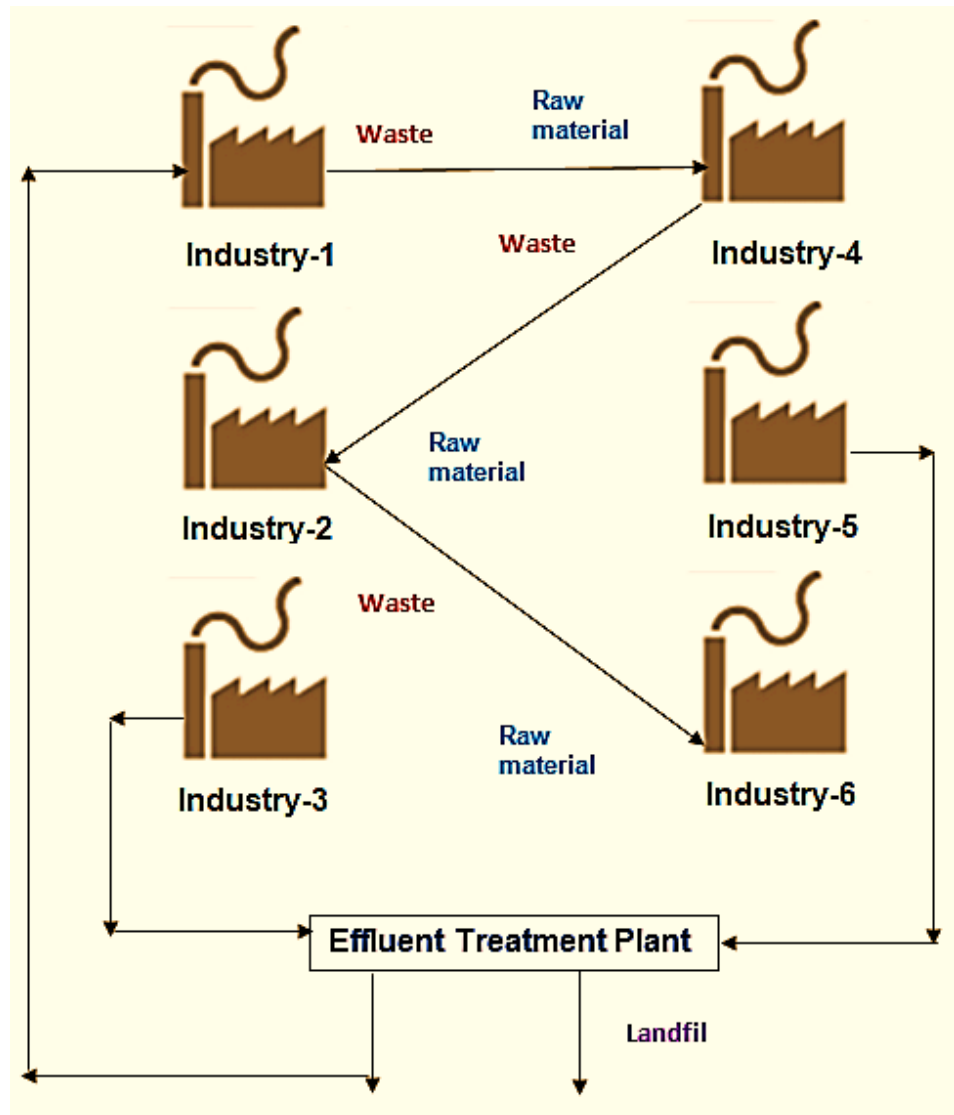 Waste
Raw
material
Industry-1
Waste
Industry-4
Raw
material
Industry-2
Industry-5
Waste
Raw
material
Industry-3
Industry-6
Effluent Treatment Plant
Landfil